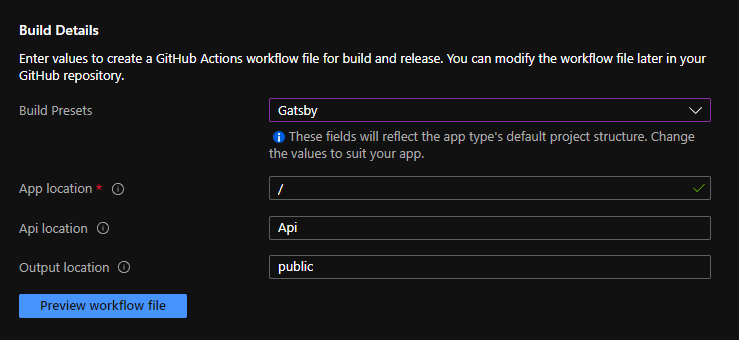 Build Details
Enter values to create a GitHub Actions workflow file for build and release. You can modify the workflow file later in your
GitHub repository.
Build Presets
Gatsby
These fields will reflect the app type's default project structure. Change
the values to suit your app.
App location *
/
Api location
Api
Output location
public
Preview workflow file